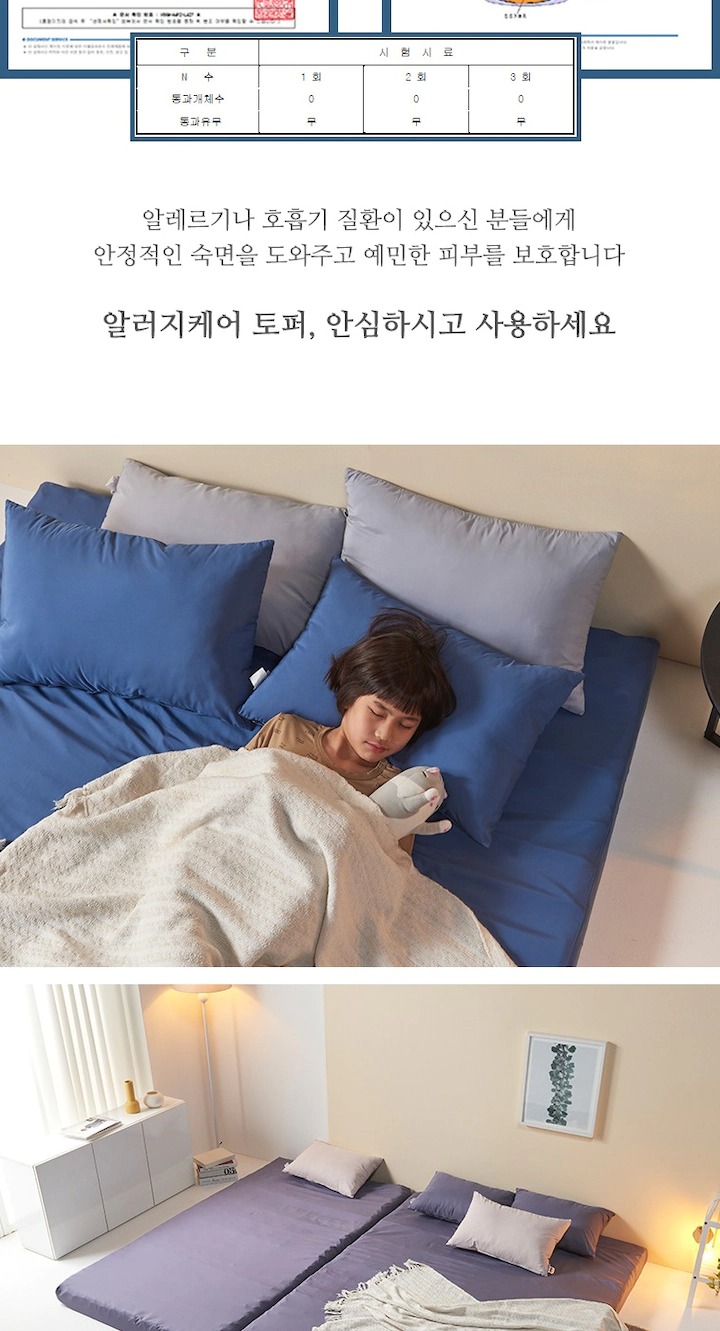 구 분 시 험 시 료
N 수 1 회 2 회 3 회
통과개체수 0 0 0
통과유무 무 무 무
알레르기나 호흡기 질환이 있으신 분들에게
안정적인 숙면을 도와주고 예민한 피부를 보호합니다
알러지케어 토퍼, 안심하시고 사용하세요